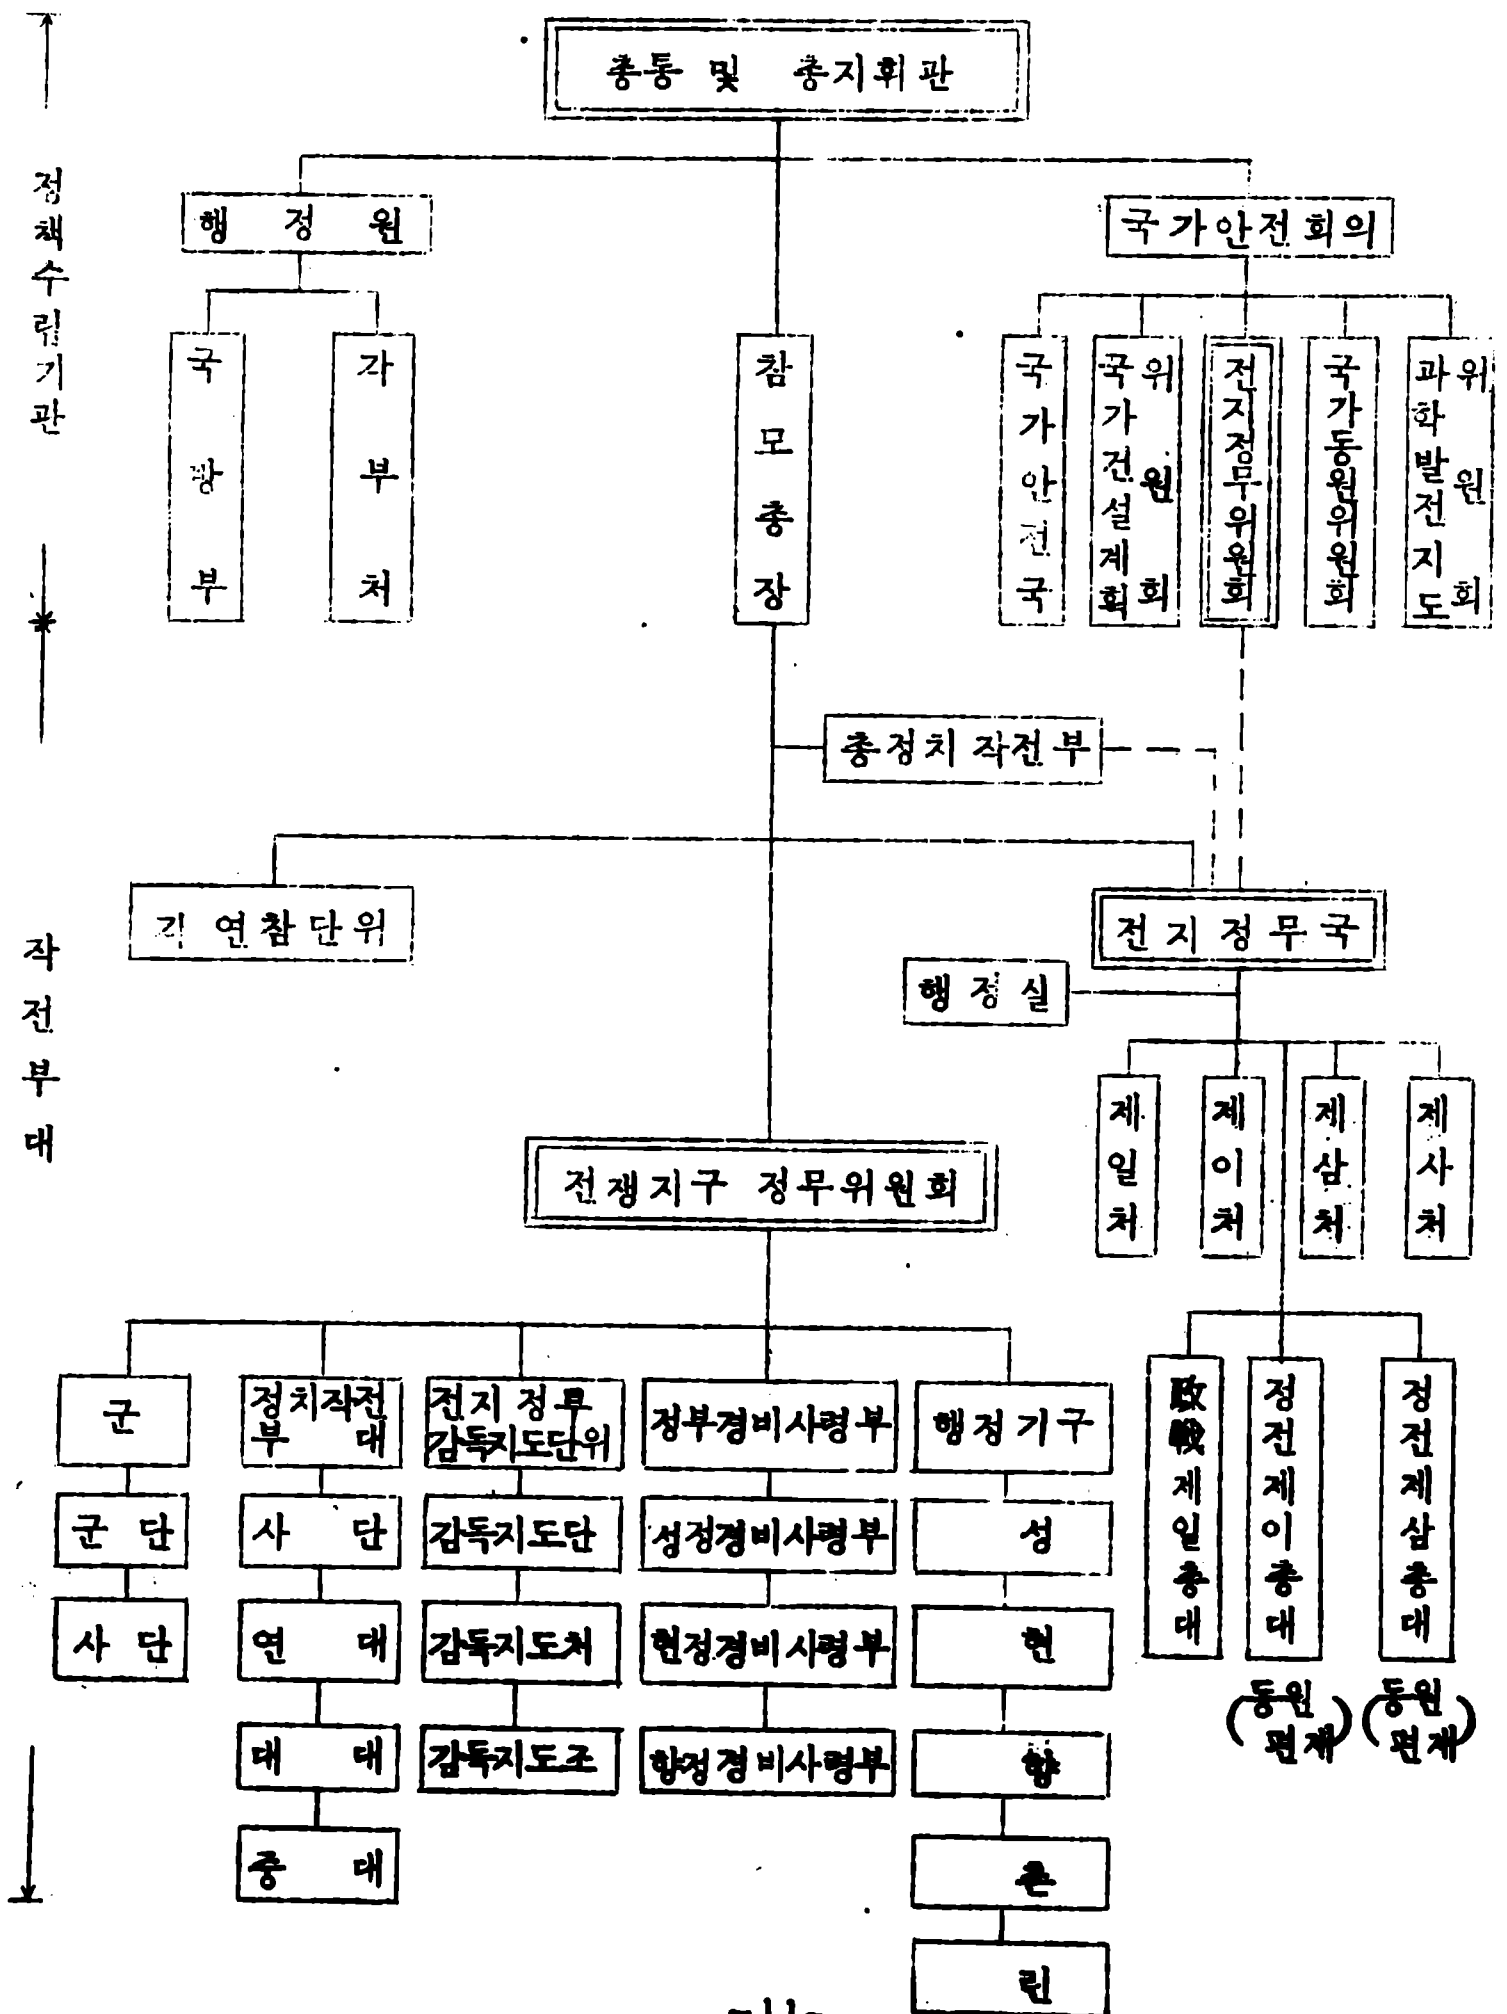 총통 및 총지휘관
정책수립기관
행정원
국가안전회의
국방부
각부처
참모총장
국가안전국
국가건설계획위원회
전지정무위원회
국가동원위원회
과학발전지도위원회
총정치작전부
각 연참단위
전지정무국
행정실
작전부대
제일처
제이처
제삼처
제사처
전쟁지구 정무위원회
군
정치작전
부대
전지정무
감독지도단위
정부경비사령부
행정기구
政戰제일총대
정전제이총대
정전제삼총대
군단
사단
감독지도단
성정경비사령부
성
사단
연대
감독지도처
현정경비사령부
현
(동원
편재)
(동원
편재)
대대
감독지도조
향정경비사령부
향
중대
촌
린
-11-